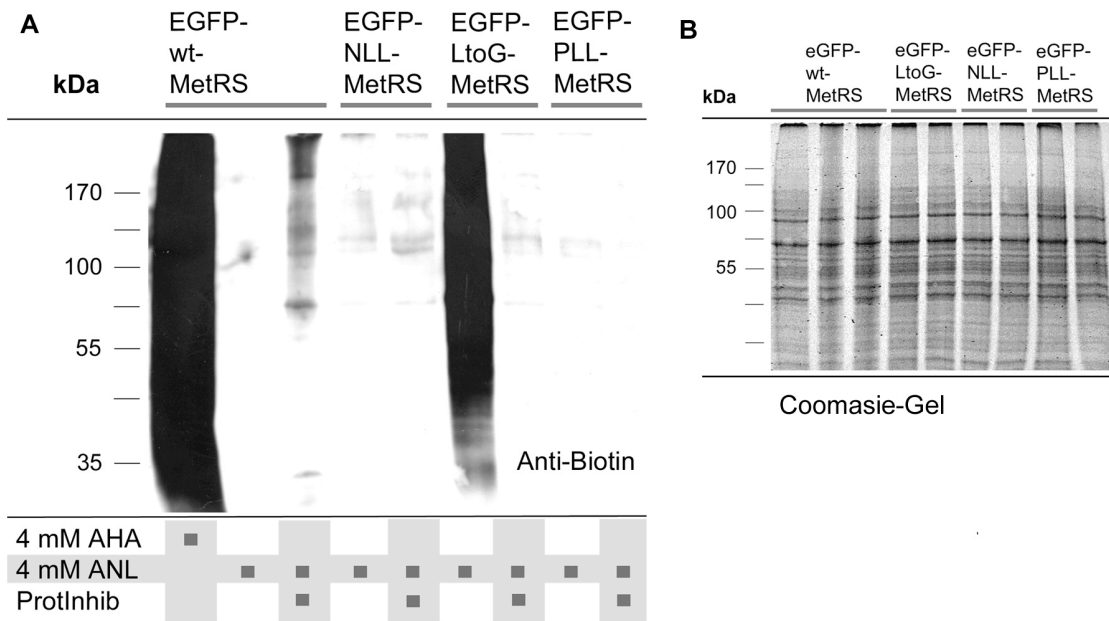 A
kDa
EGFP-
wt-
MetRS
EGFP-
NLL-
MetRS
EGFP-
LtoG-
MetRS
EGFP-
PLL-
MetRS
170
100
55
35
Anti-Biotin
4 mM AHA
4 mM ANL
ProtInhib
B
kDa
eGFP-
wt-
MetRS
eGFP-
LtoG-
MetRS
eGFP-
NLL-
MetRS
eGFP-
PLL-
MetRS
170
100
55
Coomasie-Gel